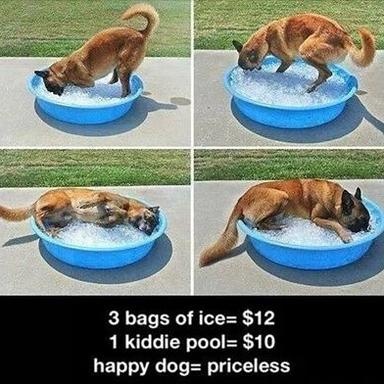 3 bags of ice= $12
1 kiddie pool= $10
happy dog= priceless